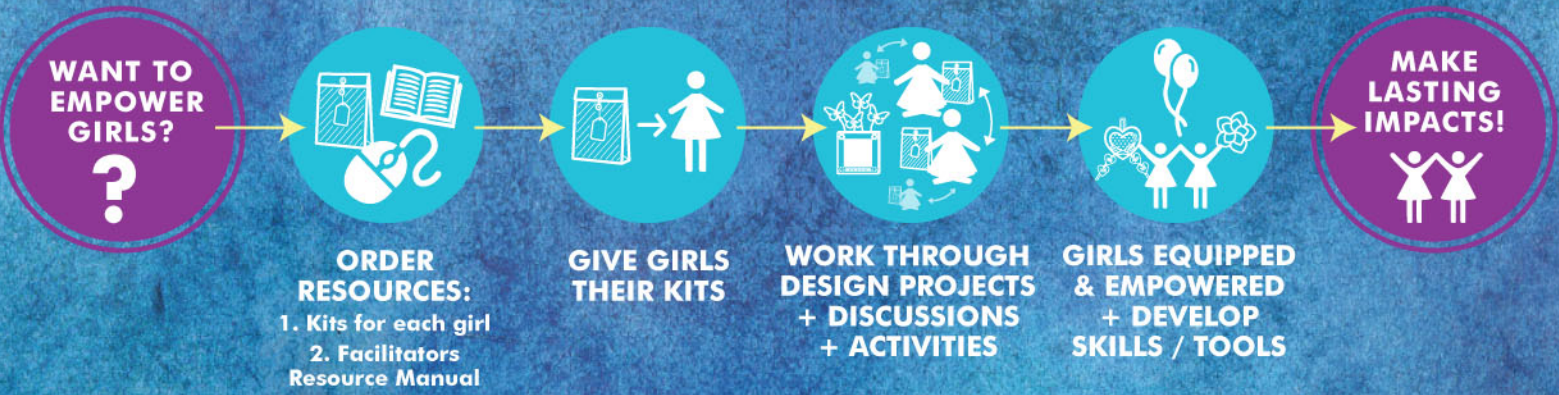 WANT TO
EMPOWER
GIRLS?
?
ORDER
RESOURCES:
1. Kits for each girl
2. Facilitators
Resource Manual
GIVE GIRLS
THEIR KITS
WORK THROUGH
DESIGN PROJECTS
+ DISCUSSIONS
+ ACTIVITIES
GIRLS EQUIPPED
& EMPOWERED
+ DEVELOP
SKILLS / TOOLS
MAKE
LASTING
IMPACTS!